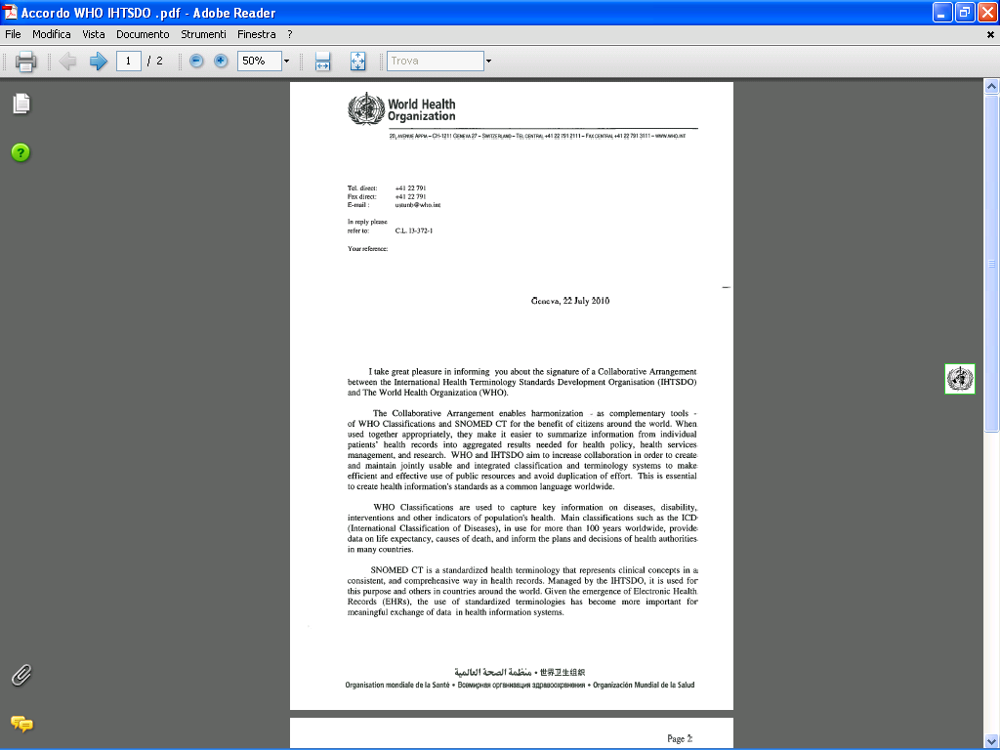 Accordo WHO IHTSDO .pdf - Adobe Reader
File Modifica Vista Documento Strumenti Finestra ?
1 / 2 50% Trova
World Health
Organization
20, AVENUE APPIA – CH-1211 GENEVA 27 – SWITZERLAND – TEL CENTRAL +41 22 791 2111 – FAX CENTRAL +41 22 791 3111 – WWW.WHO.INT
Tel. direct: +41 22 791
Fax direct: +41 22 791
E-mail : ustunb@who.int
In reply please
refer to: C.L. 13-372-1
Your reference:
Geneva, 22 July 2010
I take great pleasure in informing you about the signature of a Collaborative Arrangement
between the International Health Terminology Standards Development Organisation (IHTSDO)
and The World Health Organization (WHO).
The Collaborative Arrangement enables harmonization - as complementary tools -
of WHO Classifications and SNOMED CT for the benefit of citizens around the world. When
used together appropriately, they make it easier to summarize information from individual
patients' health records into aggregated results needed for health policy, health services
management, and research. WHO and IHTSDO aim to increase collaboration in order to create
and maintain jointly usable and integrated classification and terminology systems to make
efficient and effective use of public resources and avoid duplication of effort. This is essential
to create health information's standards as a common language worldwide.
WHO Classifications are used to capture key information on diseases, disability,
interventions and other indicators of population's health. Main classifications such as the ICD
(International Classification of Diseases), in use for more than 100 years worldwide, provide
data on life expectancy, causes of death, and inform the plans and decisions of health authorities
in many countries.
SNOMED CT is a standardized health terminology that represents clinical concepts in a
consistent, and comprehensive way in health records. Managed by the IHTSDO, it is used for
this purpose and others in countries around the world. Given the emergence of Electronic Health
Records (EHRs), the use of standardized terminologies has become more important for
meaningful exchange of data in health information systems.
منظمة الصحة العالمية • 世界卫生组织
Organisation mondiale de la Santé • Всемирная организация здравоохранения • Organización Mundial de la Salud
Page 2